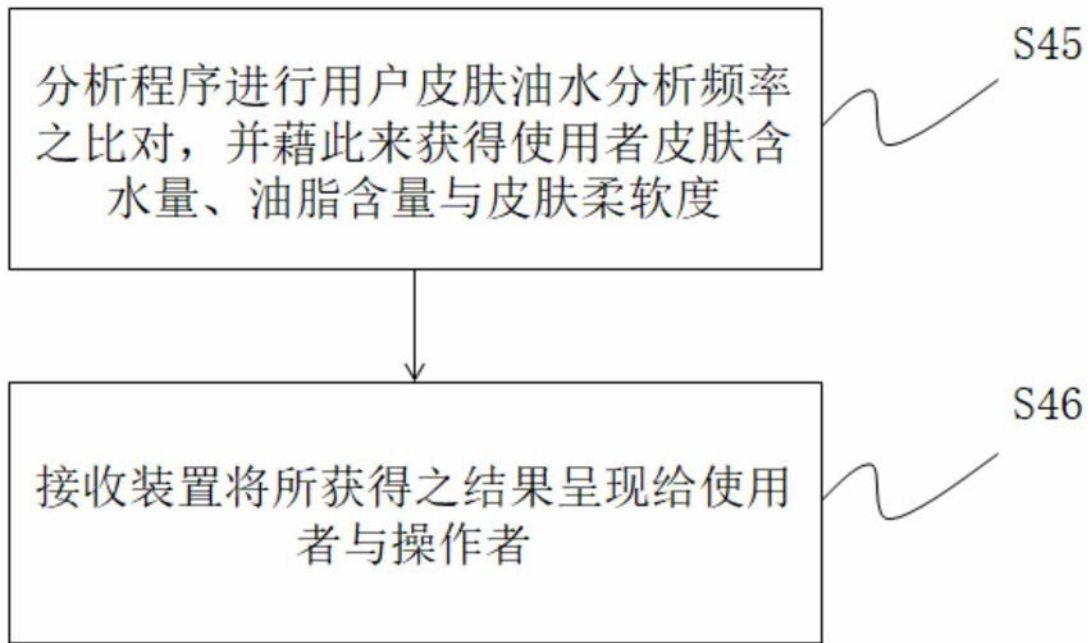 S45
分析程序进行用户皮肤油水分析频率
之比对，并藉此来获得使用者皮肤含
水量、油脂含量与皮肤柔软度
S46
接收装置将所获得之结果呈现给使用
者与操作者